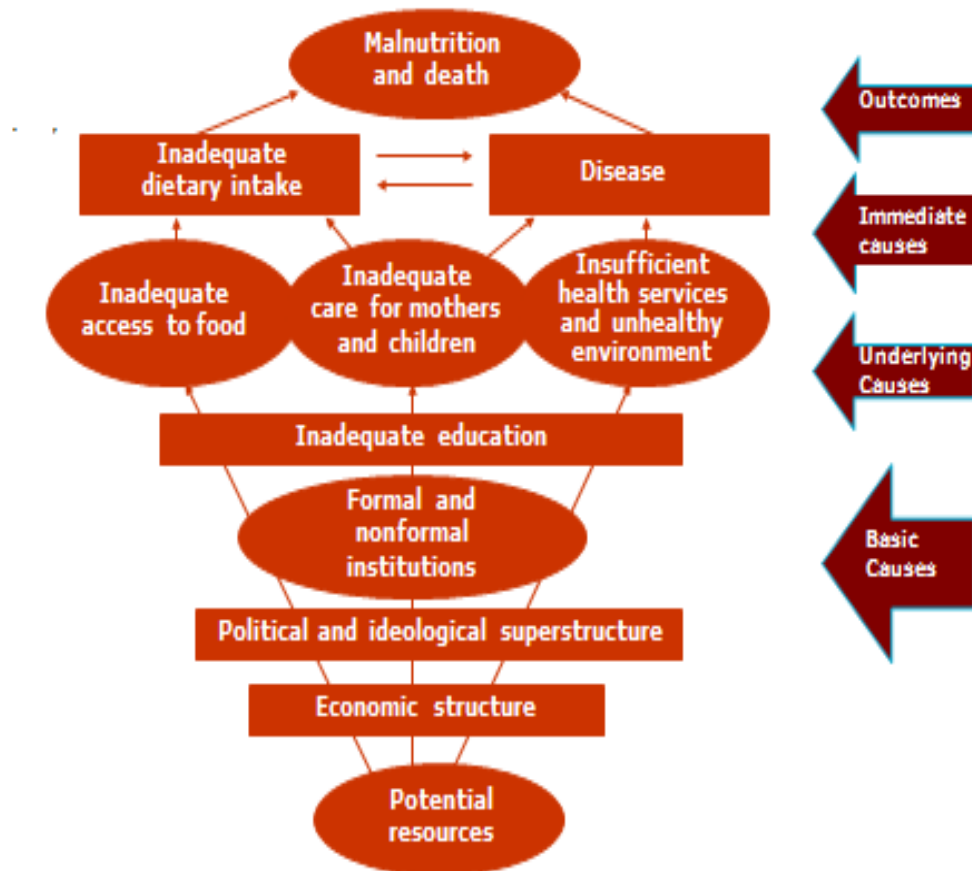 Malnutrition
and death
Outcomes
Inadequate
dietary intake
Disease
Immediate
causes
Inadequate
access to food
Inadequate
care for mothers
and children
Insufficient
health services
and unhealthy
environment
Underlying
Causes
Inadequate education
Formal and
nonformal
institutions
Basic
Causes
Political and ideological superstructure
Economic structure
Potential
resources